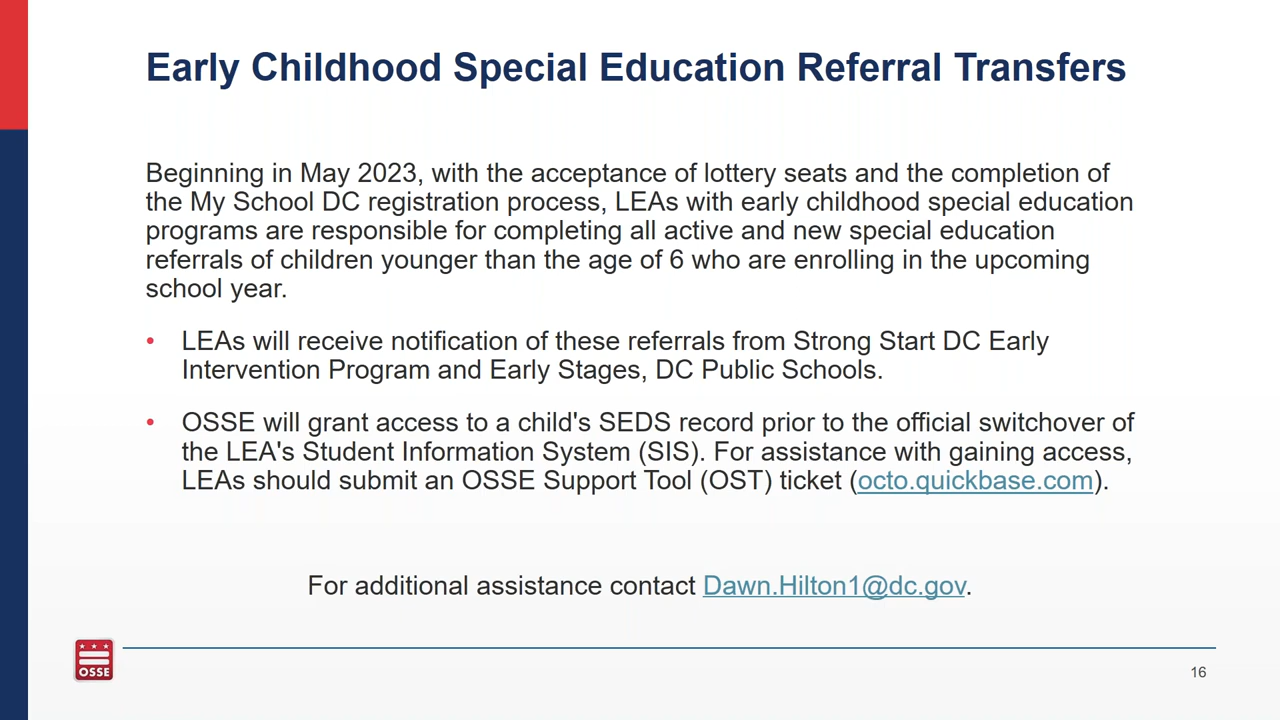 Early Childhood Special Education Referral Transfers
Beginning in May 2023, with the acceptance of lottery seats and the completion of
the My School DC registration process, LEAs with early childhood special education
programs are responsible for completing all active and new special education
referrals of children younger than the age of 6 who are enrolling in the upcoming
school year.
• LEAs will receive notification of these referrals from Strong Start DC Early
Intervention Program and Early Stages, DC Public Schools.
• OSSE will grant access to a child's SEDS record prior to the official switchover of
the LEA's Student Information System (SIS). For assistance with gaining access,
LEAs should submit an OSSE Support Tool (OST) ticket (octo.quickbase.com).
For additional assistance contact Dawn.Hilton1@dc.gov.
OSSE
16